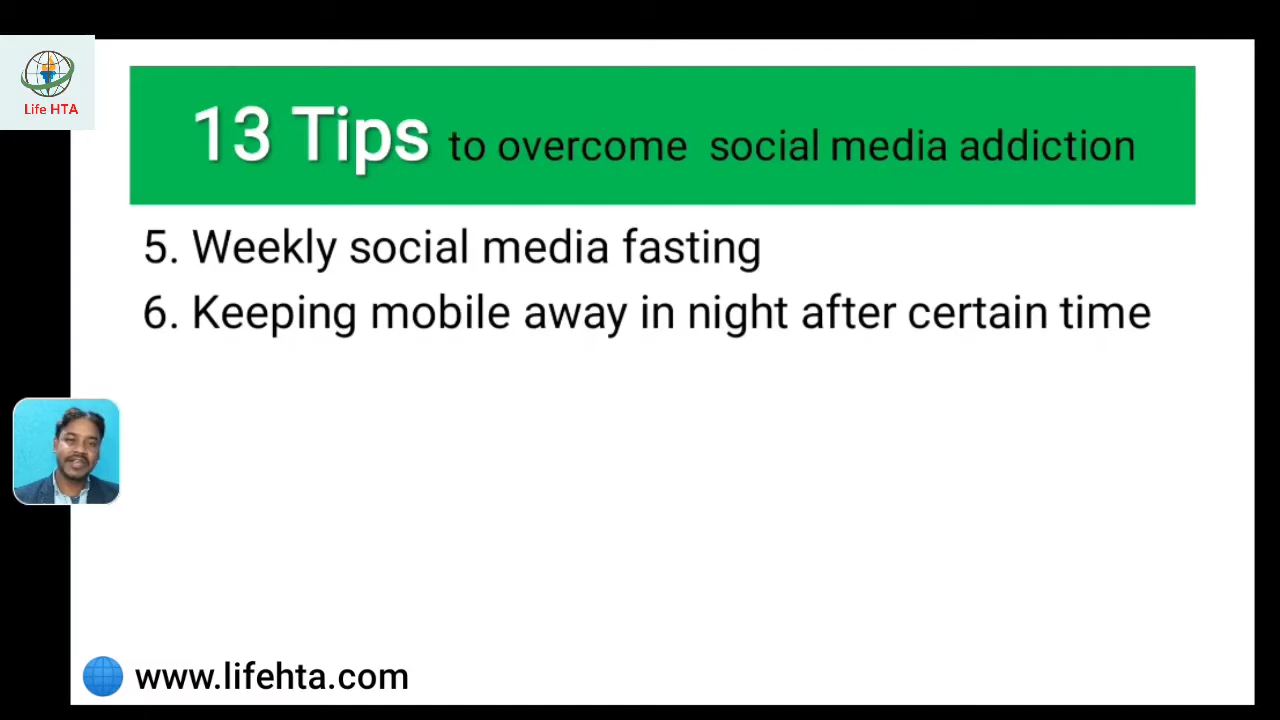 Life HTA
13 Tips to overcome social media addiction
5. Weekly social media fasting
6. Keeping mobile away in night after certain time
www.lifehta.com